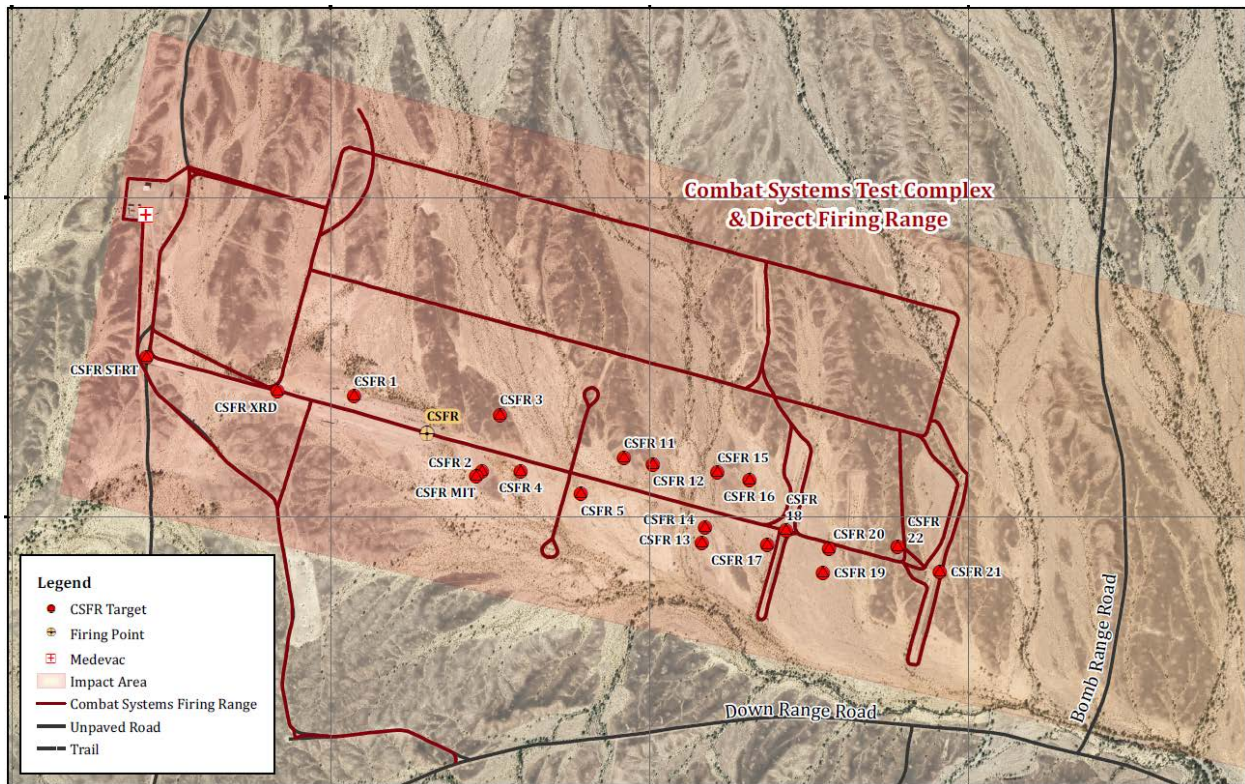 Combat Systems Test Complex
& Direct Firing Range
CSFR STRT
CSFR XRD
CSFR 1
CSFR
CSFR 3
CSFR 2
CSFR MIT
CSFR 4
CSFR 5
CSFR 11
CSFR 12
CSFR 15
CSFR 16
CSFR 14
CSFR 13
CSFR 17
CSFR
18
CSFR 20
CSFR 19
CSFR
22
CSFR 21
Bomb Range Road
Down Range Road
Legend
CSFR Target
Firing Point
Medevac
Impact Area
Combat Systems Firing Range
Unpaved Road
Trail